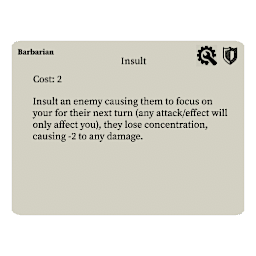 Barbarian
Insult
Cost: 2
Insult an enemy causing them to focus on
your for their next turn (any attack/effect will
only affect you), they lose concentration,
causing -2 to any damage.